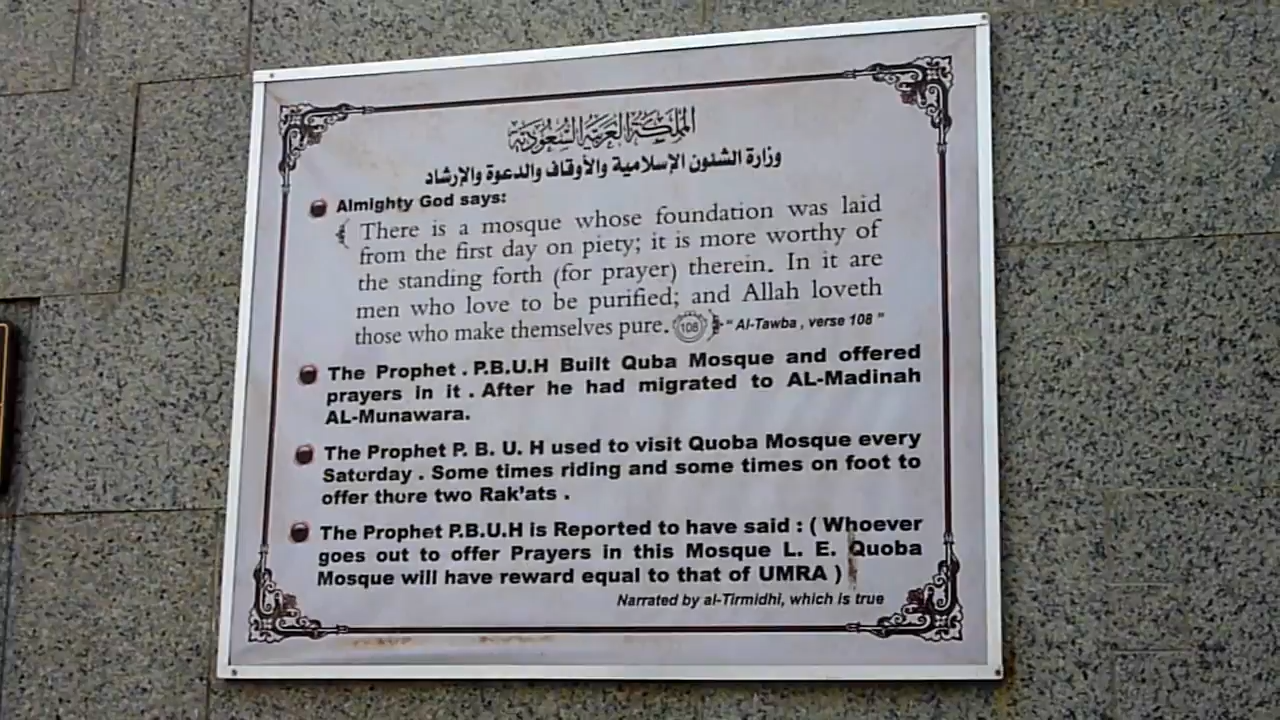 المملكة العربية السعودية
وزارة الشئون الإسلامية والأوقاف والدعوة والإرشاد
Almighty God says:
﴿ There is a mosque whose foundation was laid
from the first day on piety; it is more worthy of
the standing forth (for prayer) therein. In it are
men who love to be purified; and Allah loveth
those who make themselves pure. 108 ﴾ " Al-Tawba , verse 108 "
The Prophet . P.B.U.H Built Quba Mosque and offered
prayers in it . After he had migrated to AL-Madinah
AL-Munawara.
The Prophet P. B. U. H used to visit Quoba Mosque every
Saturday . Some times riding and some times on foot to
offer there two Rak'ats .
The Prophet P.B.U.H is Reported to have said : ( Whoever
goes out to offer Prayers in this Mosque L. E. Quoba
Mosque will have reward equal to that of UMRA )
Narrated by al-Tirmidhi, which is true